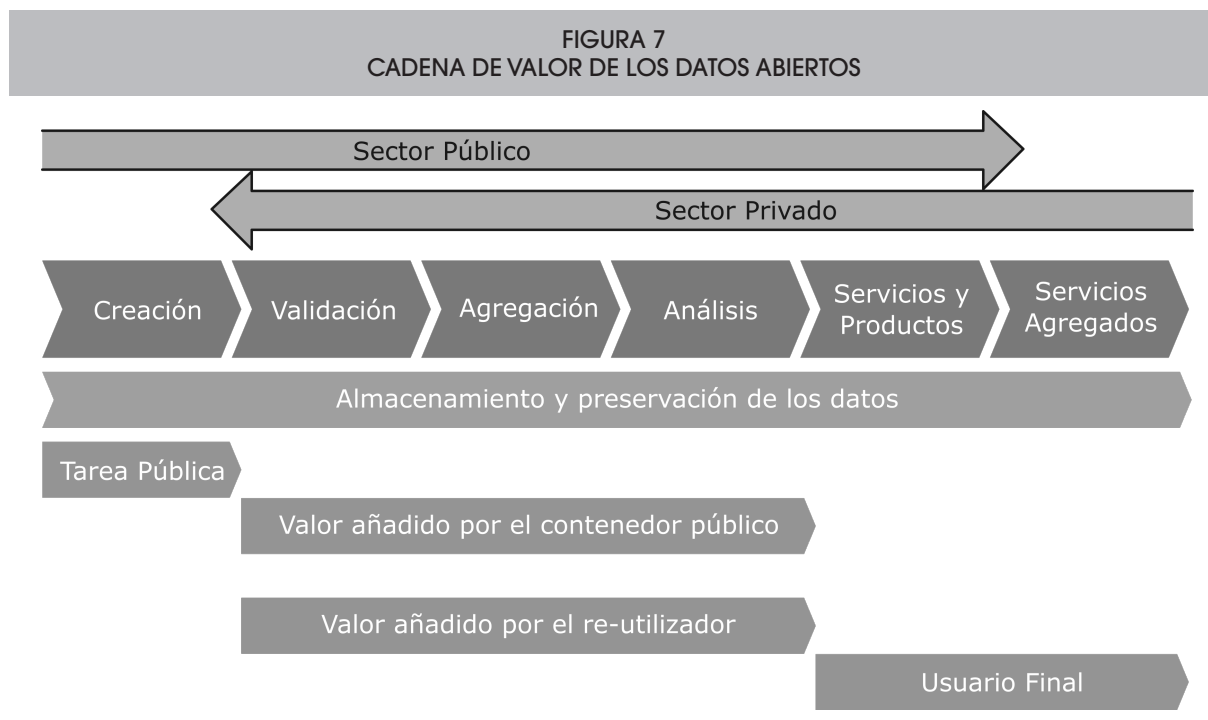 FIGURA 7
CADENA DE VALOR DE LOS DATOS ABIERTOS
Sector Público
Sector Privado
Creación
Validación
Agregación
Análisis
Servicios y
Productos
Servicios
Agregados
Almacenamiento y preservación de los datos
Tarea Pública
Valor añadido por el contenedor público
Valor añadido por el re-utilizador
Usuario Final